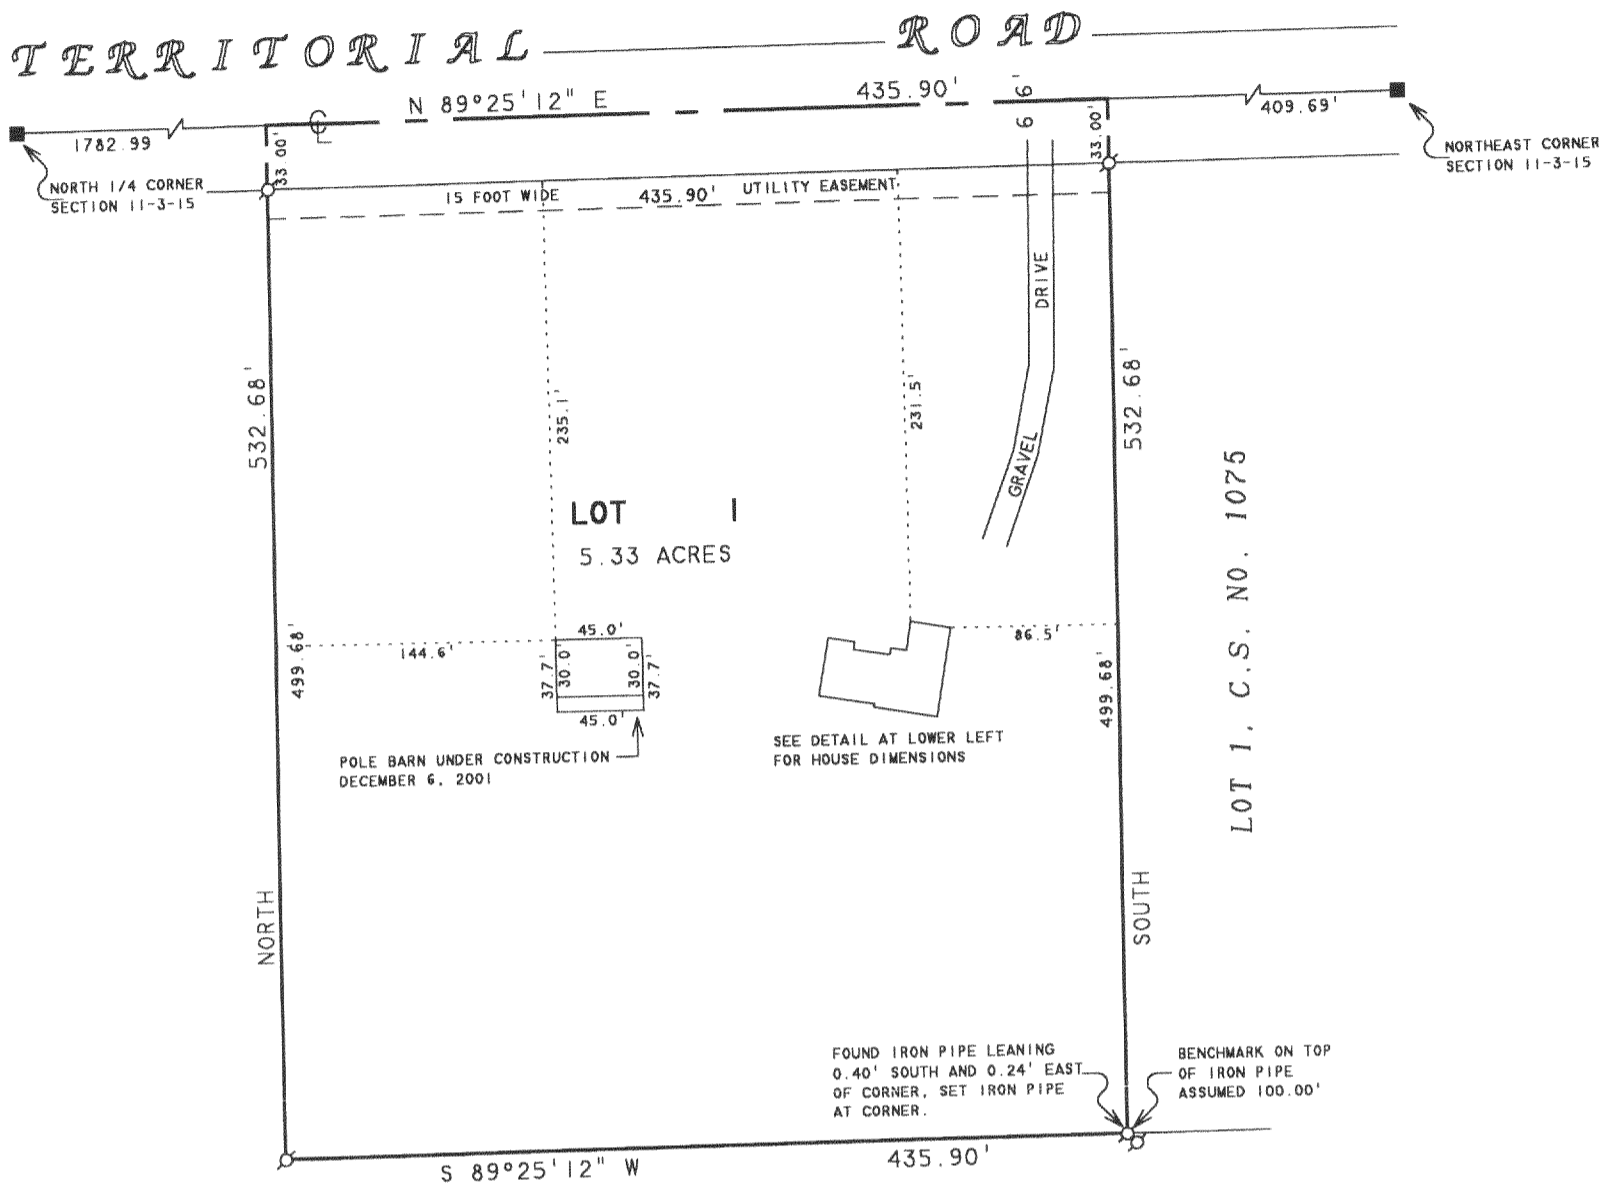 TERRITORIAL ROAD
N 89°25'12" E
435.90'
66'
1782.99
409.69'
33.00'
33.00'
NORTH 1/4 CORNER
SECTION 11-3-15
NORTHEAST CORNER
SECTION 11-3-15
15 FOOT WIDE 435.90' UTILITY EASEMENT
DRIVE
GRAVEL
532.68'
235.1'
231.5'
532.68'
LOT 1
5.33 ACRES
LOT 1, C.S. NO. 1075
499.68'
144.6'
45.0'
37.7'
30.0'
30.0'
37.7'
45.0'
86.5'
499.68'
POLE BARN UNDER CONSTRUCTION
DECEMBER 6, 2001
SEE DETAIL AT LOWER LEFT
FOR HOUSE DIMENSIONS
NORTH
SOUTH
FOUND IRON PIPE LEANING
0.40' SOUTH AND 0.24' EAST
OF CORNER, SET IRON PIPE
AT CORNER.
BENCHMARK ON TOP
OF IRON PIPE
ASSUMED 100.00'
S 89°25'12" W
435.90'